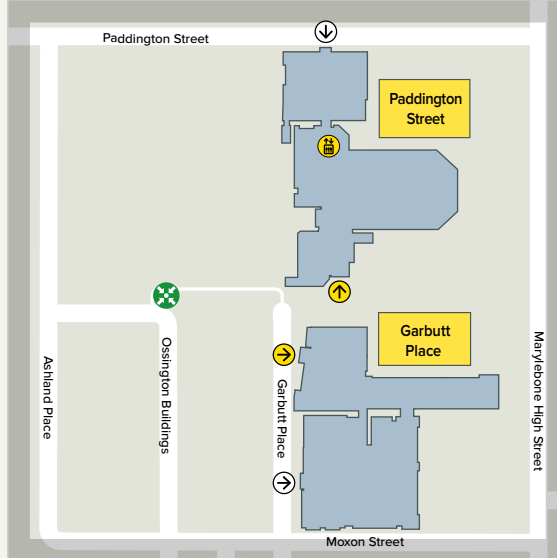 Paddington Street
Paddington
Street
Garbutt
Place
Ashland Place
Ossington Buildings
Garbutt Place
Marylebone High Street
Moxon Street